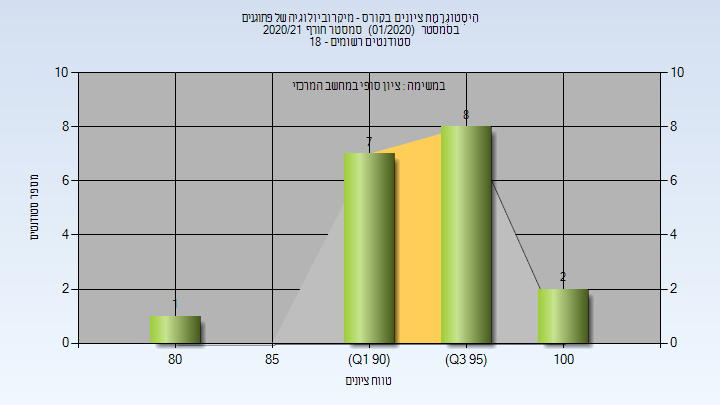 היסטוגרמת ציונים בקורס - מיקרוביולוגיה של פתוגנים
בסמסטר (01/2020) סמסטר חורף 2020/21
סטודנטים רשומים - 18
במשימה : ציון סופי במחשב המרכזי
10 10
8 8
6 6
4 4
2 2
0 0
1 7 8 2
80 85 (Q1 90) (Q3 95) 100
מספר סטודנטים
טווח ציונים